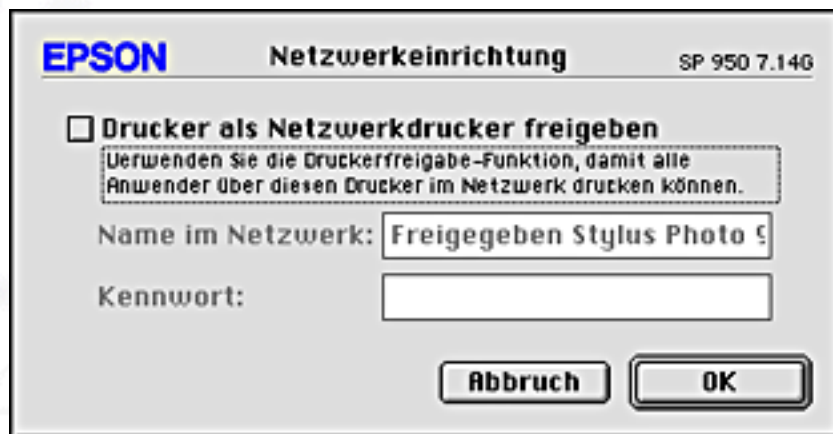 EPSON Netzwerkeinrichtung SP 950 7.14G
Drucker als Netzwerkdrucker freigeben
Verwenden Sie die Druckerfreigabe-Funktion, damit alle
Anwender über diesen Drucker im Netzwerk drucken können.
Name im Netzwerk: Freigegeben Stylus Photo 9
Kennwort:
Abbruch OK